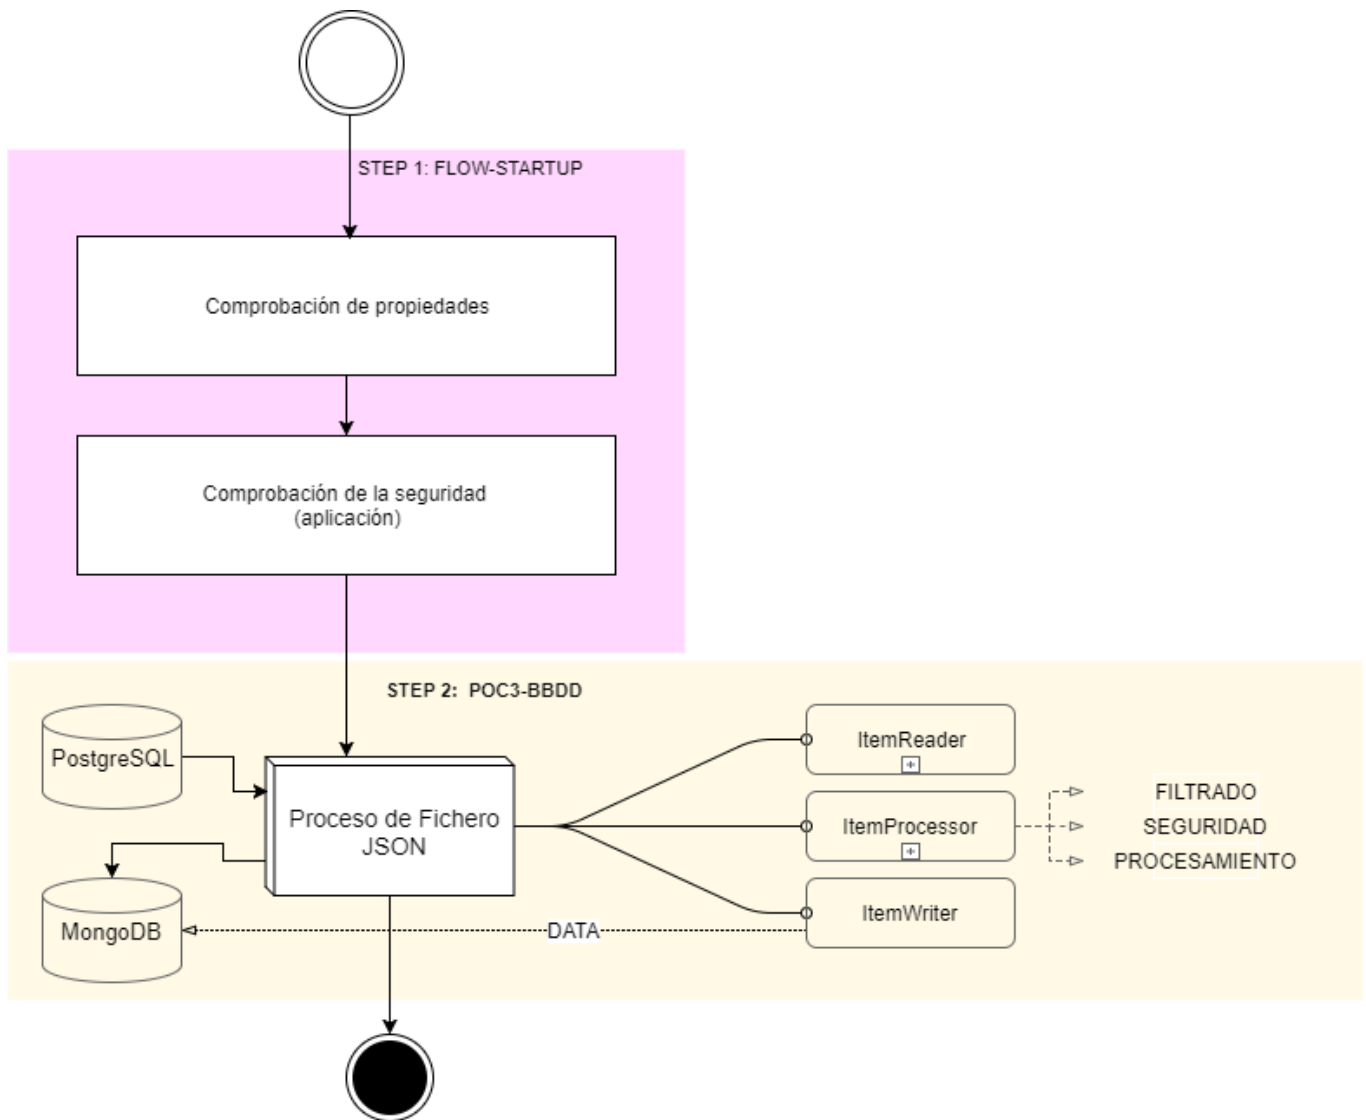 STEP 1: FLOW-STARTUP
Comprobación de propiedades
Comprobación de la seguridad
(aplicación)
STEP 2: POC3-BBDD
PostgreSQL
Proceso de Fichero
JSON
MongoDB
ItemReader
ItemProcessor
ItemWriter
FILTRADO
SEGURIDAD
PROCESAMIENTO
DATA